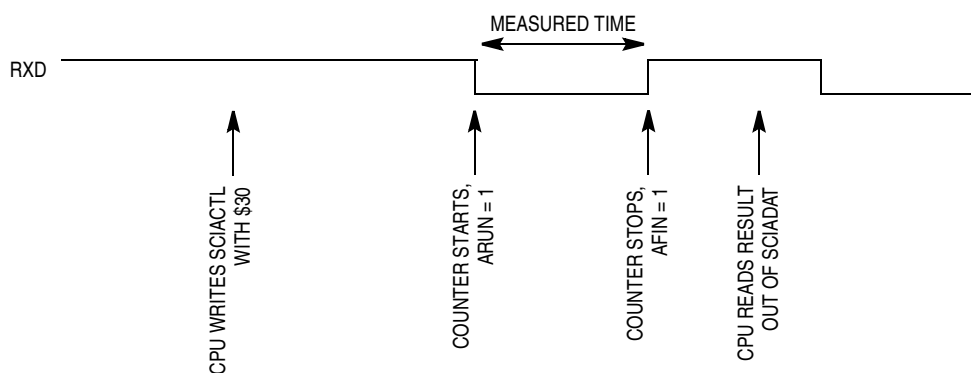 MEASURED TIME
RXD
CPU WRITES SCIACTL
WITH $30
COUNTER STARTS,
ARUN = 1
COUNTER STOPS,
AFIN = 1
CPU READS RESULT
OUT OF SCIADAT